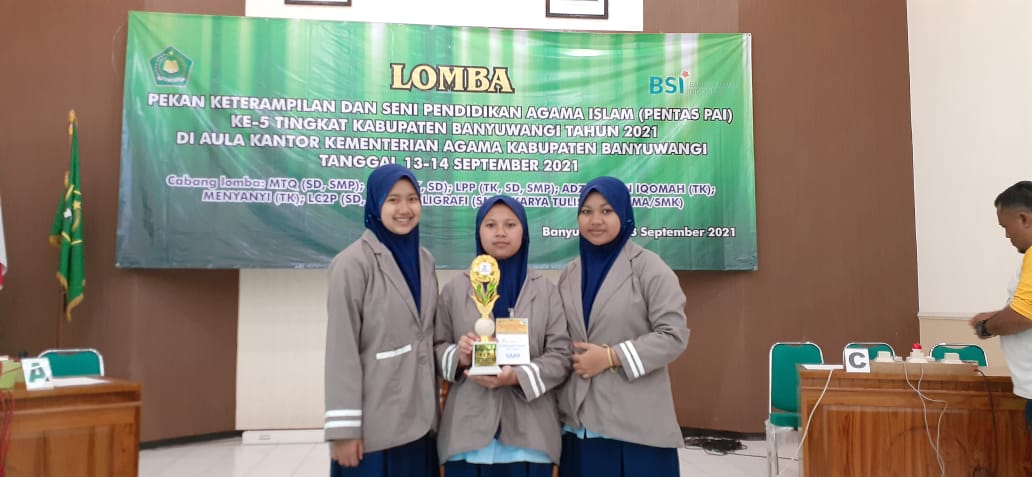 LOMBA
BSI
PEKAN KETERAMPILAN DAN SENI PENDIDIKAN AGAMA ISLAM (PENTAS PAI)
KE-5 TINGKAT KABUPATEN BANYUWANGI TAHUN 2021
DI AULA KANTOR KEMENTERIAN AGAMA KABUPATEN BANYUWANGI
TANGGAL 13-14 SEPTEMBER 2021
Cabang lomba: MTQ (SD, SMP); SD); LPP (TK, SD, SMP); IQOMAH (TK);
MENYANYI (TK); LC2P (SD, KARYA TULIS
September 2021
A
C
SMP